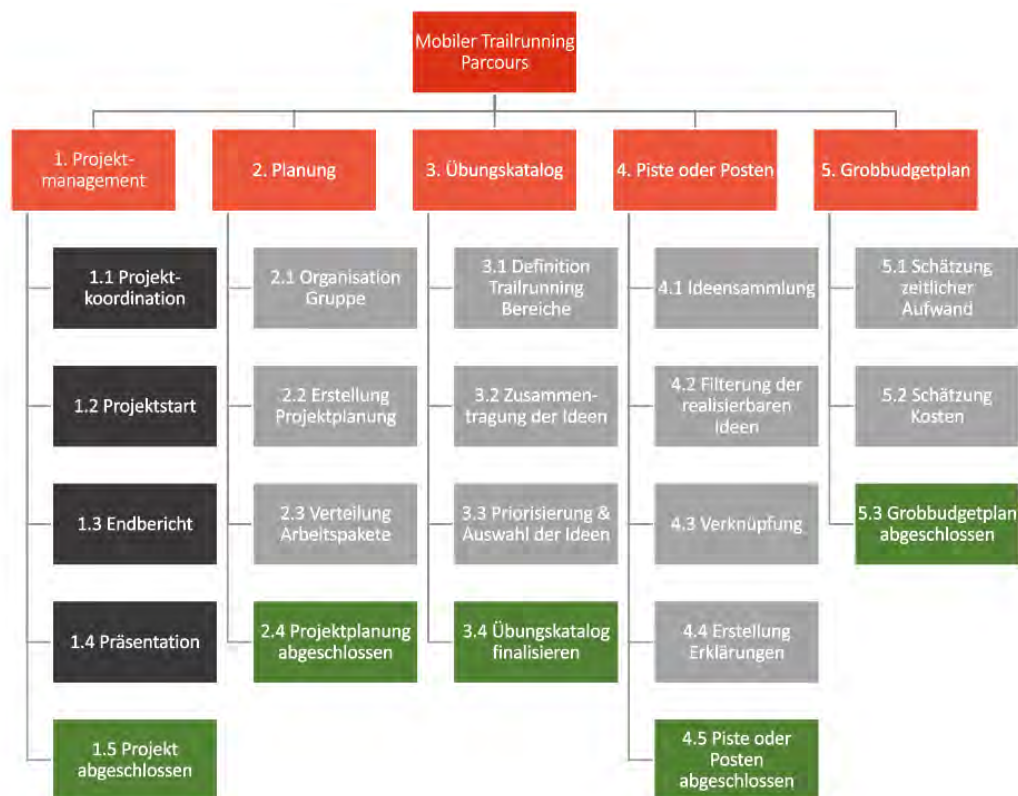 Mobiler Trailrunning
Parcours
1. Projekt-
management
2. Planung
3. Übungskatalog
4. Piste oder Posten
5. Grobbudgetplan
1.1 Projekt-
koordination
2.1 Organisation
Gruppe
3.1 Definition
Trailrunning
Bereiche
4.1 Ideensammlung
5.1 Schätzung
zeitlicher
Aufwand
1.2 Projektstart
2.2 Erstellung
Projektplanung
3.2 Zusammen-
tragung der Ideen
4.2 Filterung der
realisierbaren
Ideen
5.2 Schätzung
Kosten
1.3 Endbericht
2.3 Verteilung
Arbeitspakete
3.3 Priorisierung &
Auswahl der Ideen
4.3 Verknüpfung
5.3 Grobbudgetplan
abgeschlossen
1.4 Präsentation
2.4 Projektplanung
abgeschlossen
3.4 Übungskatalog
finalisieren
4.4 Erstellung
Erklärungen
1.5 Projekt
abgeschlossen
4.5 Piste oder
Posten
abgeschlossen